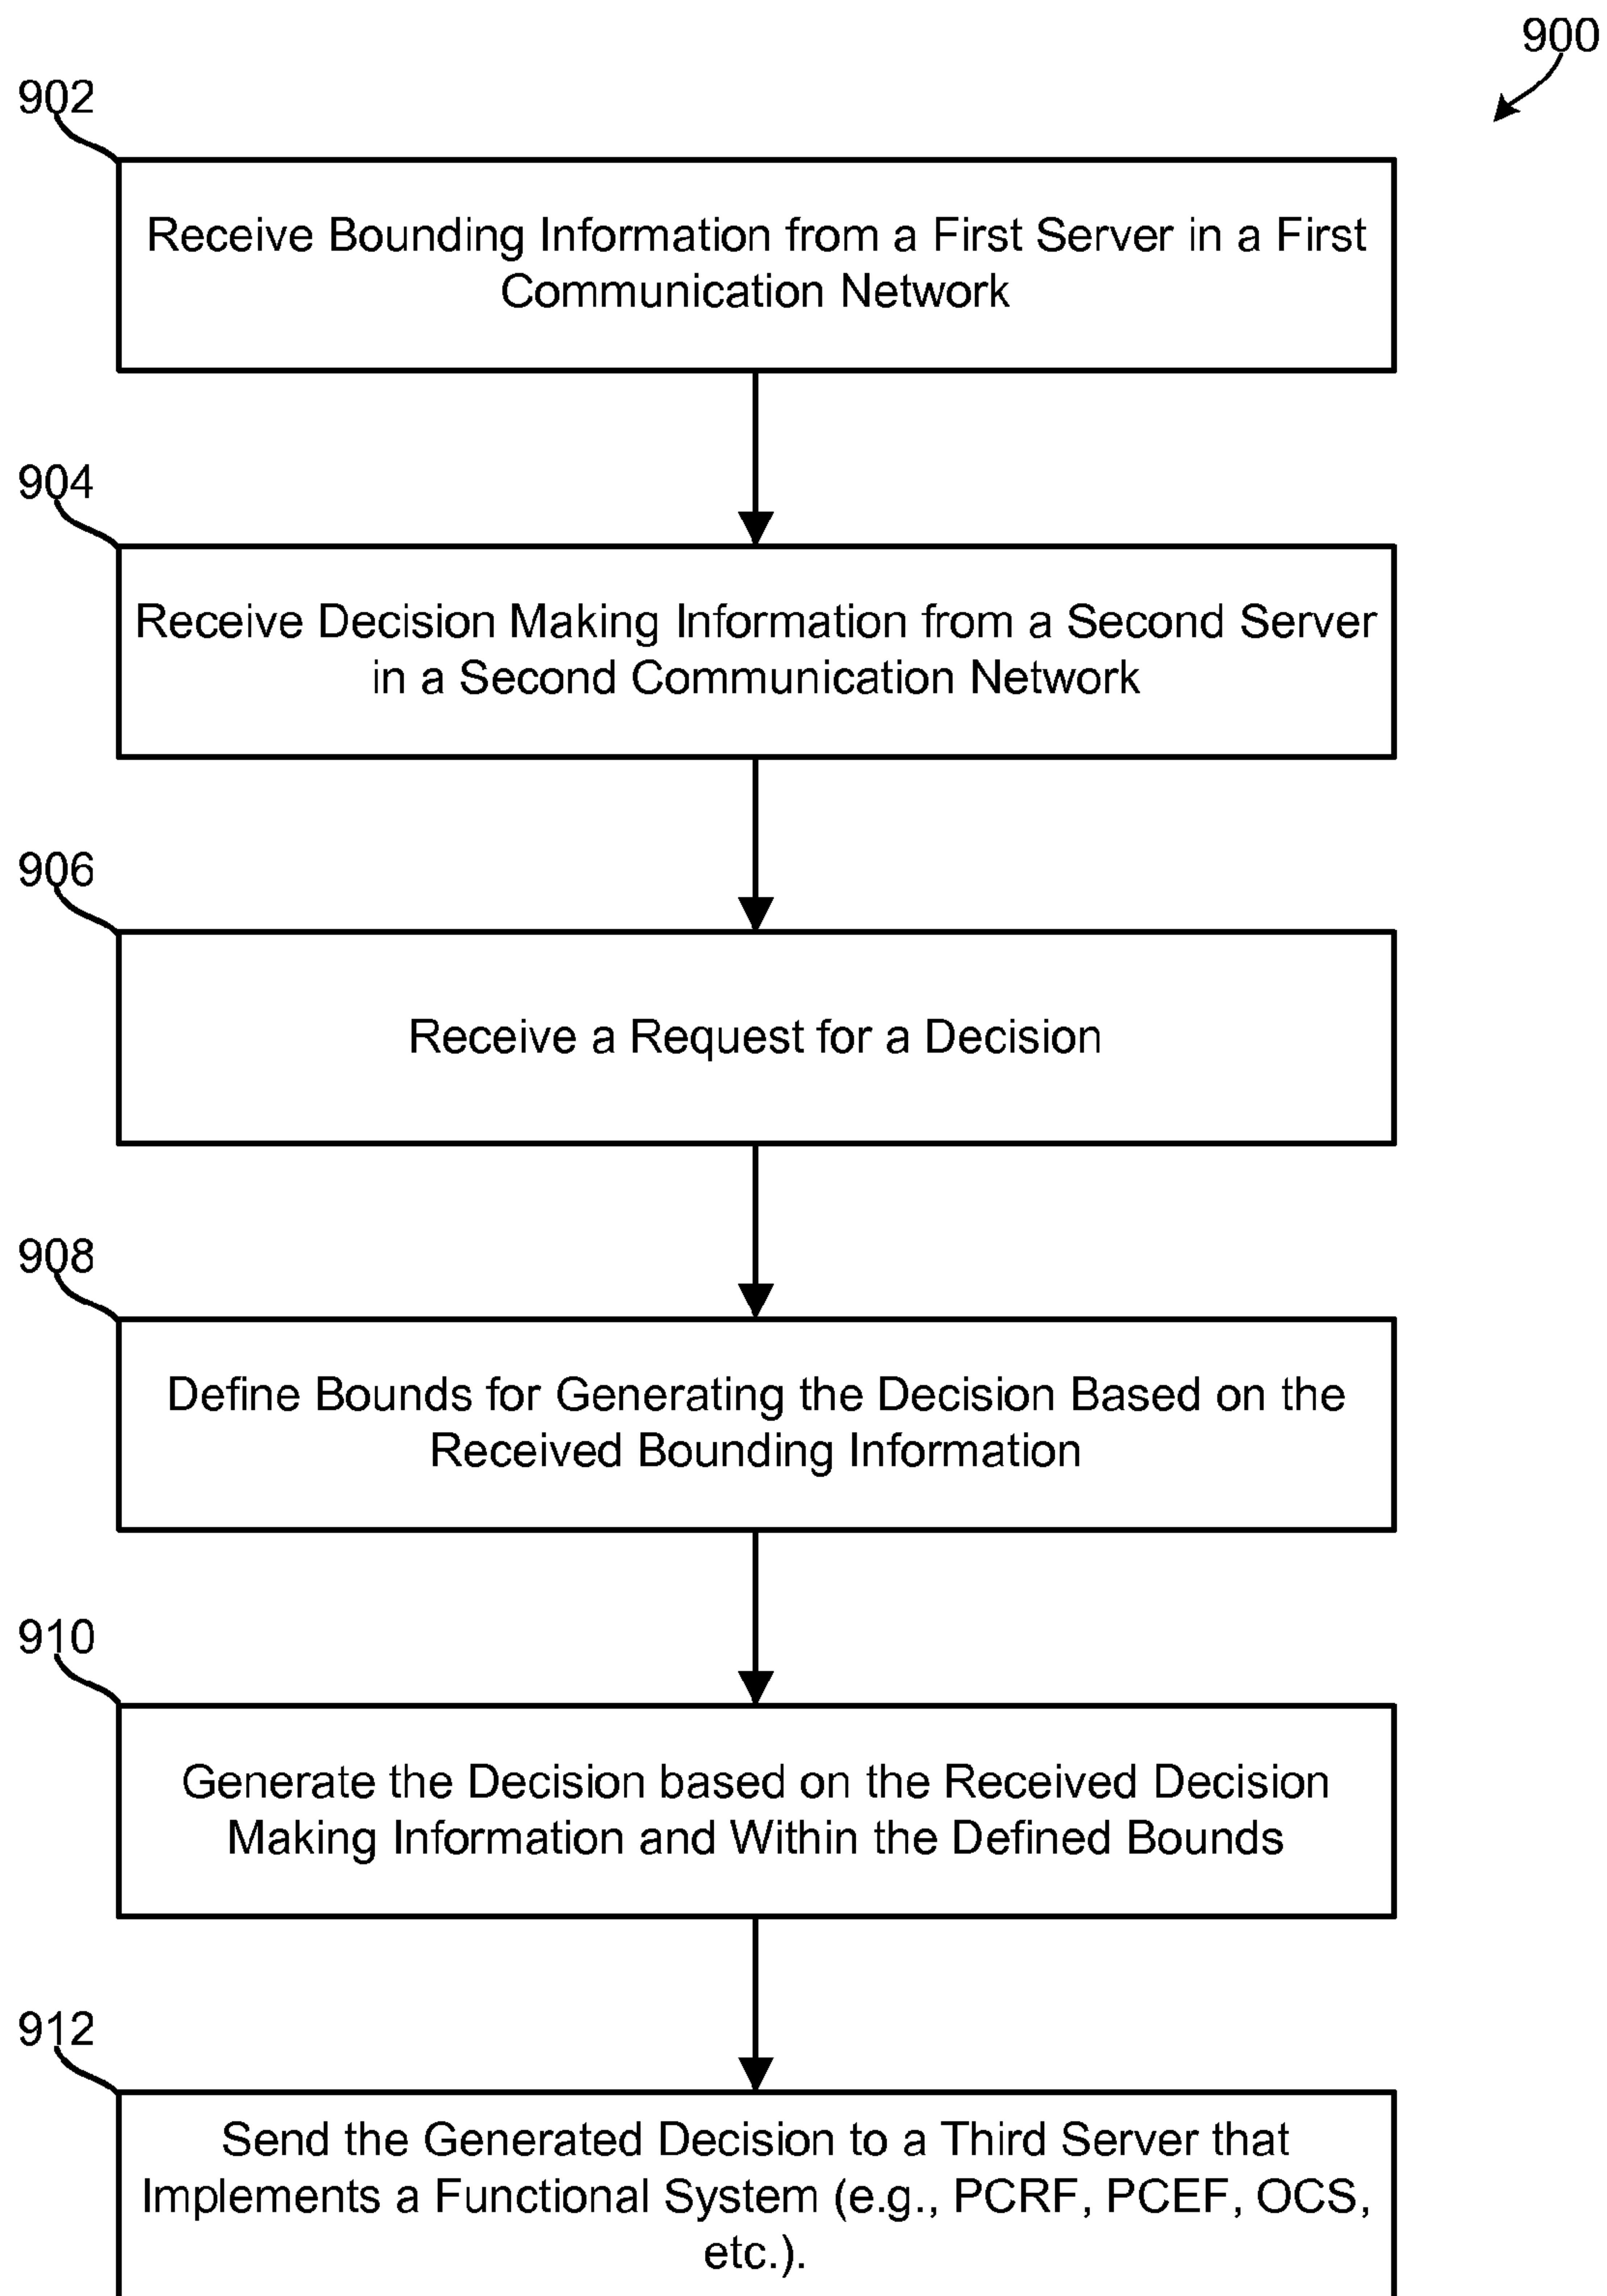 900
902
Receive Bounding Information from a First Server in a First
Communication Network
904
Receive Decision Making Information from a Second Server
in a Second Communication Network
906
Receive a Request for a Decision
908
Define Bounds for Generating the Decision Based on the
Received Bounding Information
910
Generate the Decision based on the Received Decision
Making Information and Within the Defined Bounds
912
Send the Generated Decision to a Third Server that
Implements a Functional System (e.g., PCRF, PCEF, OCS,
etc.).